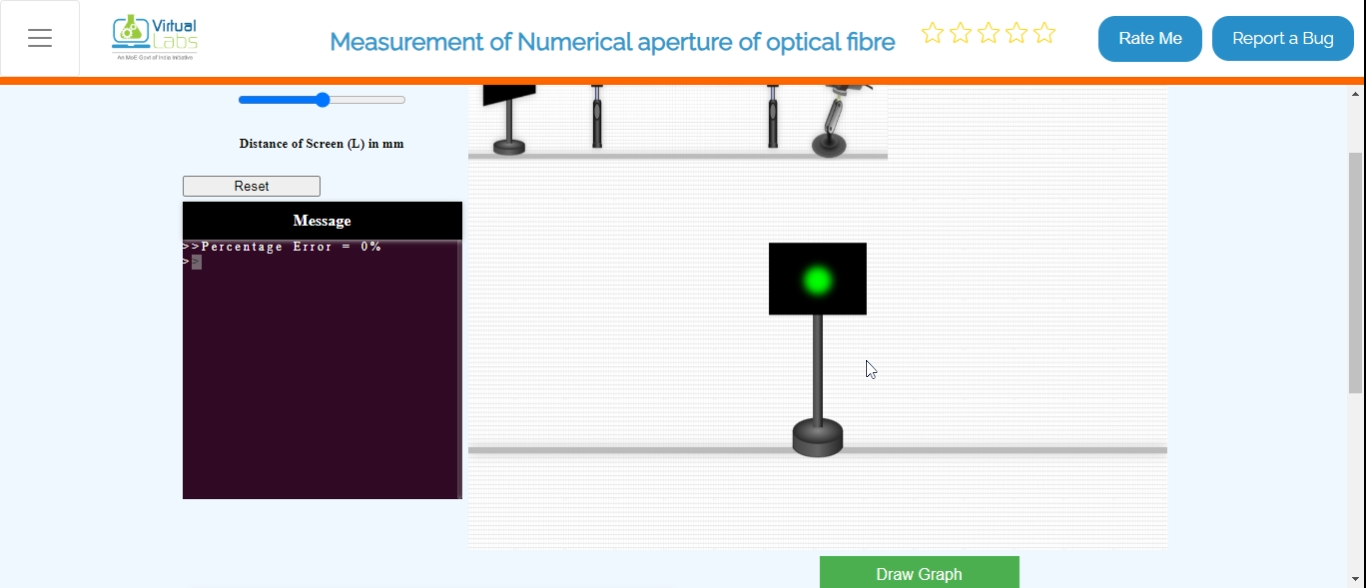 Virtual
Labs
An MoE Govt of India Initiative
Measurement of Numerical aperture of optical fibre
Rate Me
Report a Bug
Distance of Screen (L) in mm
Reset
Message
>>Percentage Error = 0%
>>
Draw Graph